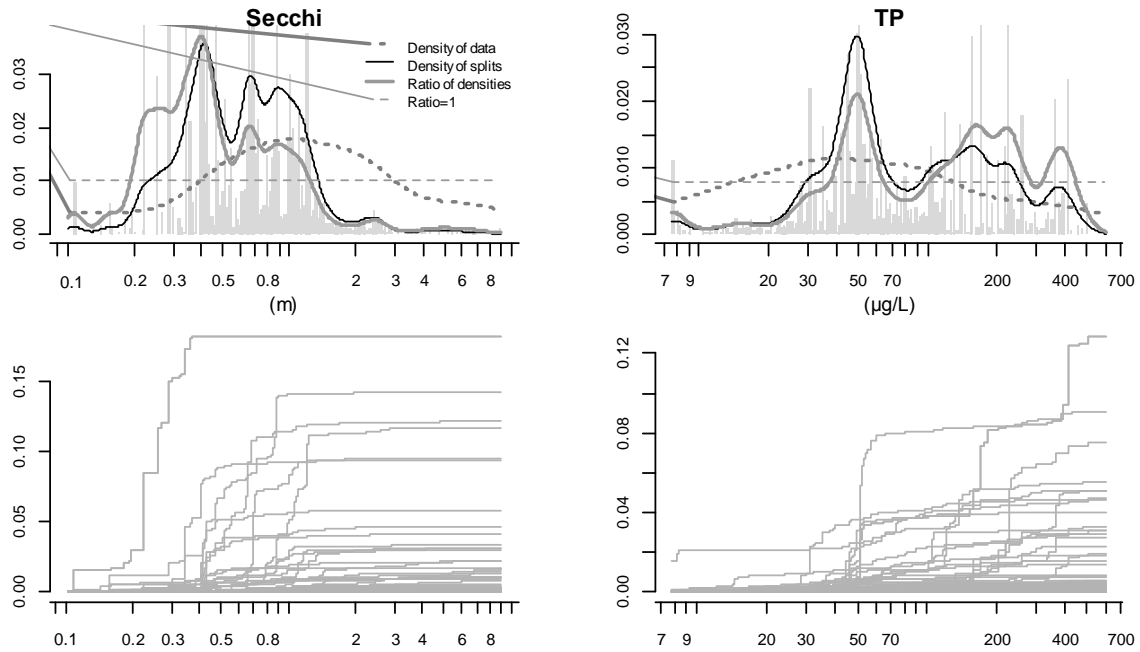 Secchi
TP
Density of data
Density of splits
Ratio of densities
Ratio=1
0.00 0.01 0.02 0.03
0.1 0.2 0.3 0.5 0.8 2 3 4 6 8
(m)
0.000 0.010 0.020 0.030
7 9 20 30 50 70 200 400 700
(µg/L)
0.00 0.05 0.10 0.15
0.1 0.2 0.3 0.5 0.8 2 3 4 6 8
0.00 0.04 0.08 0.12
7 9 20 30 50 70 200 400 700